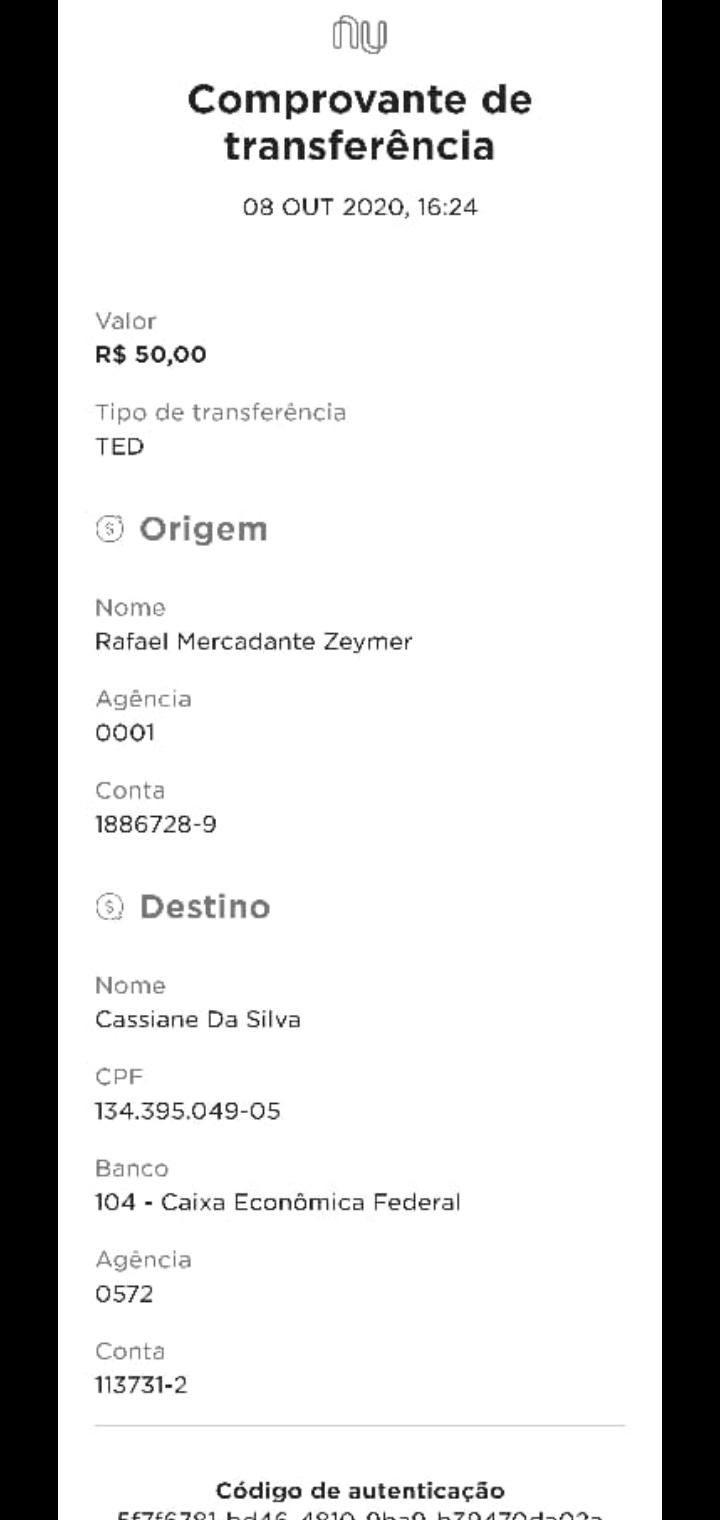 nu
Comprovante de
transferência
08 OUT 2020, 16:24
Valor
R$ 50,00
Tipo de transferência
TED
Origem
Nome
Rafael Mercadante Zeymer
Agência
0001
Conta
1886728-9
Destino
Nome
Cassiane Da Silva
CPF
134.395.049-05
Banco
104 - Caixa Econômica Federal
Agência
0572
Conta
113731-2
Código de autenticação